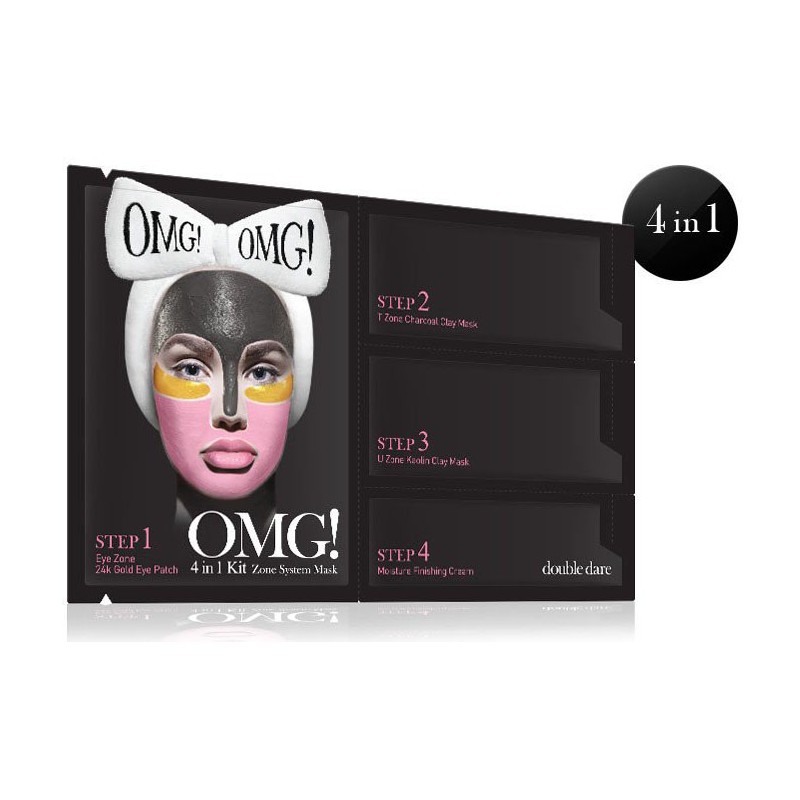 OMG! OMG!
STEP 1
Eye Zone
24k Gold Eye Patch
OMG!
4 in 1 Kit Zone System Mask
STEP 2
T Zone Charcoal Clay Mask
STEP 3
U Zone Kaolin Clay Mask
STEP 4
Moisture Finishing Cream
double dare
4 in 1